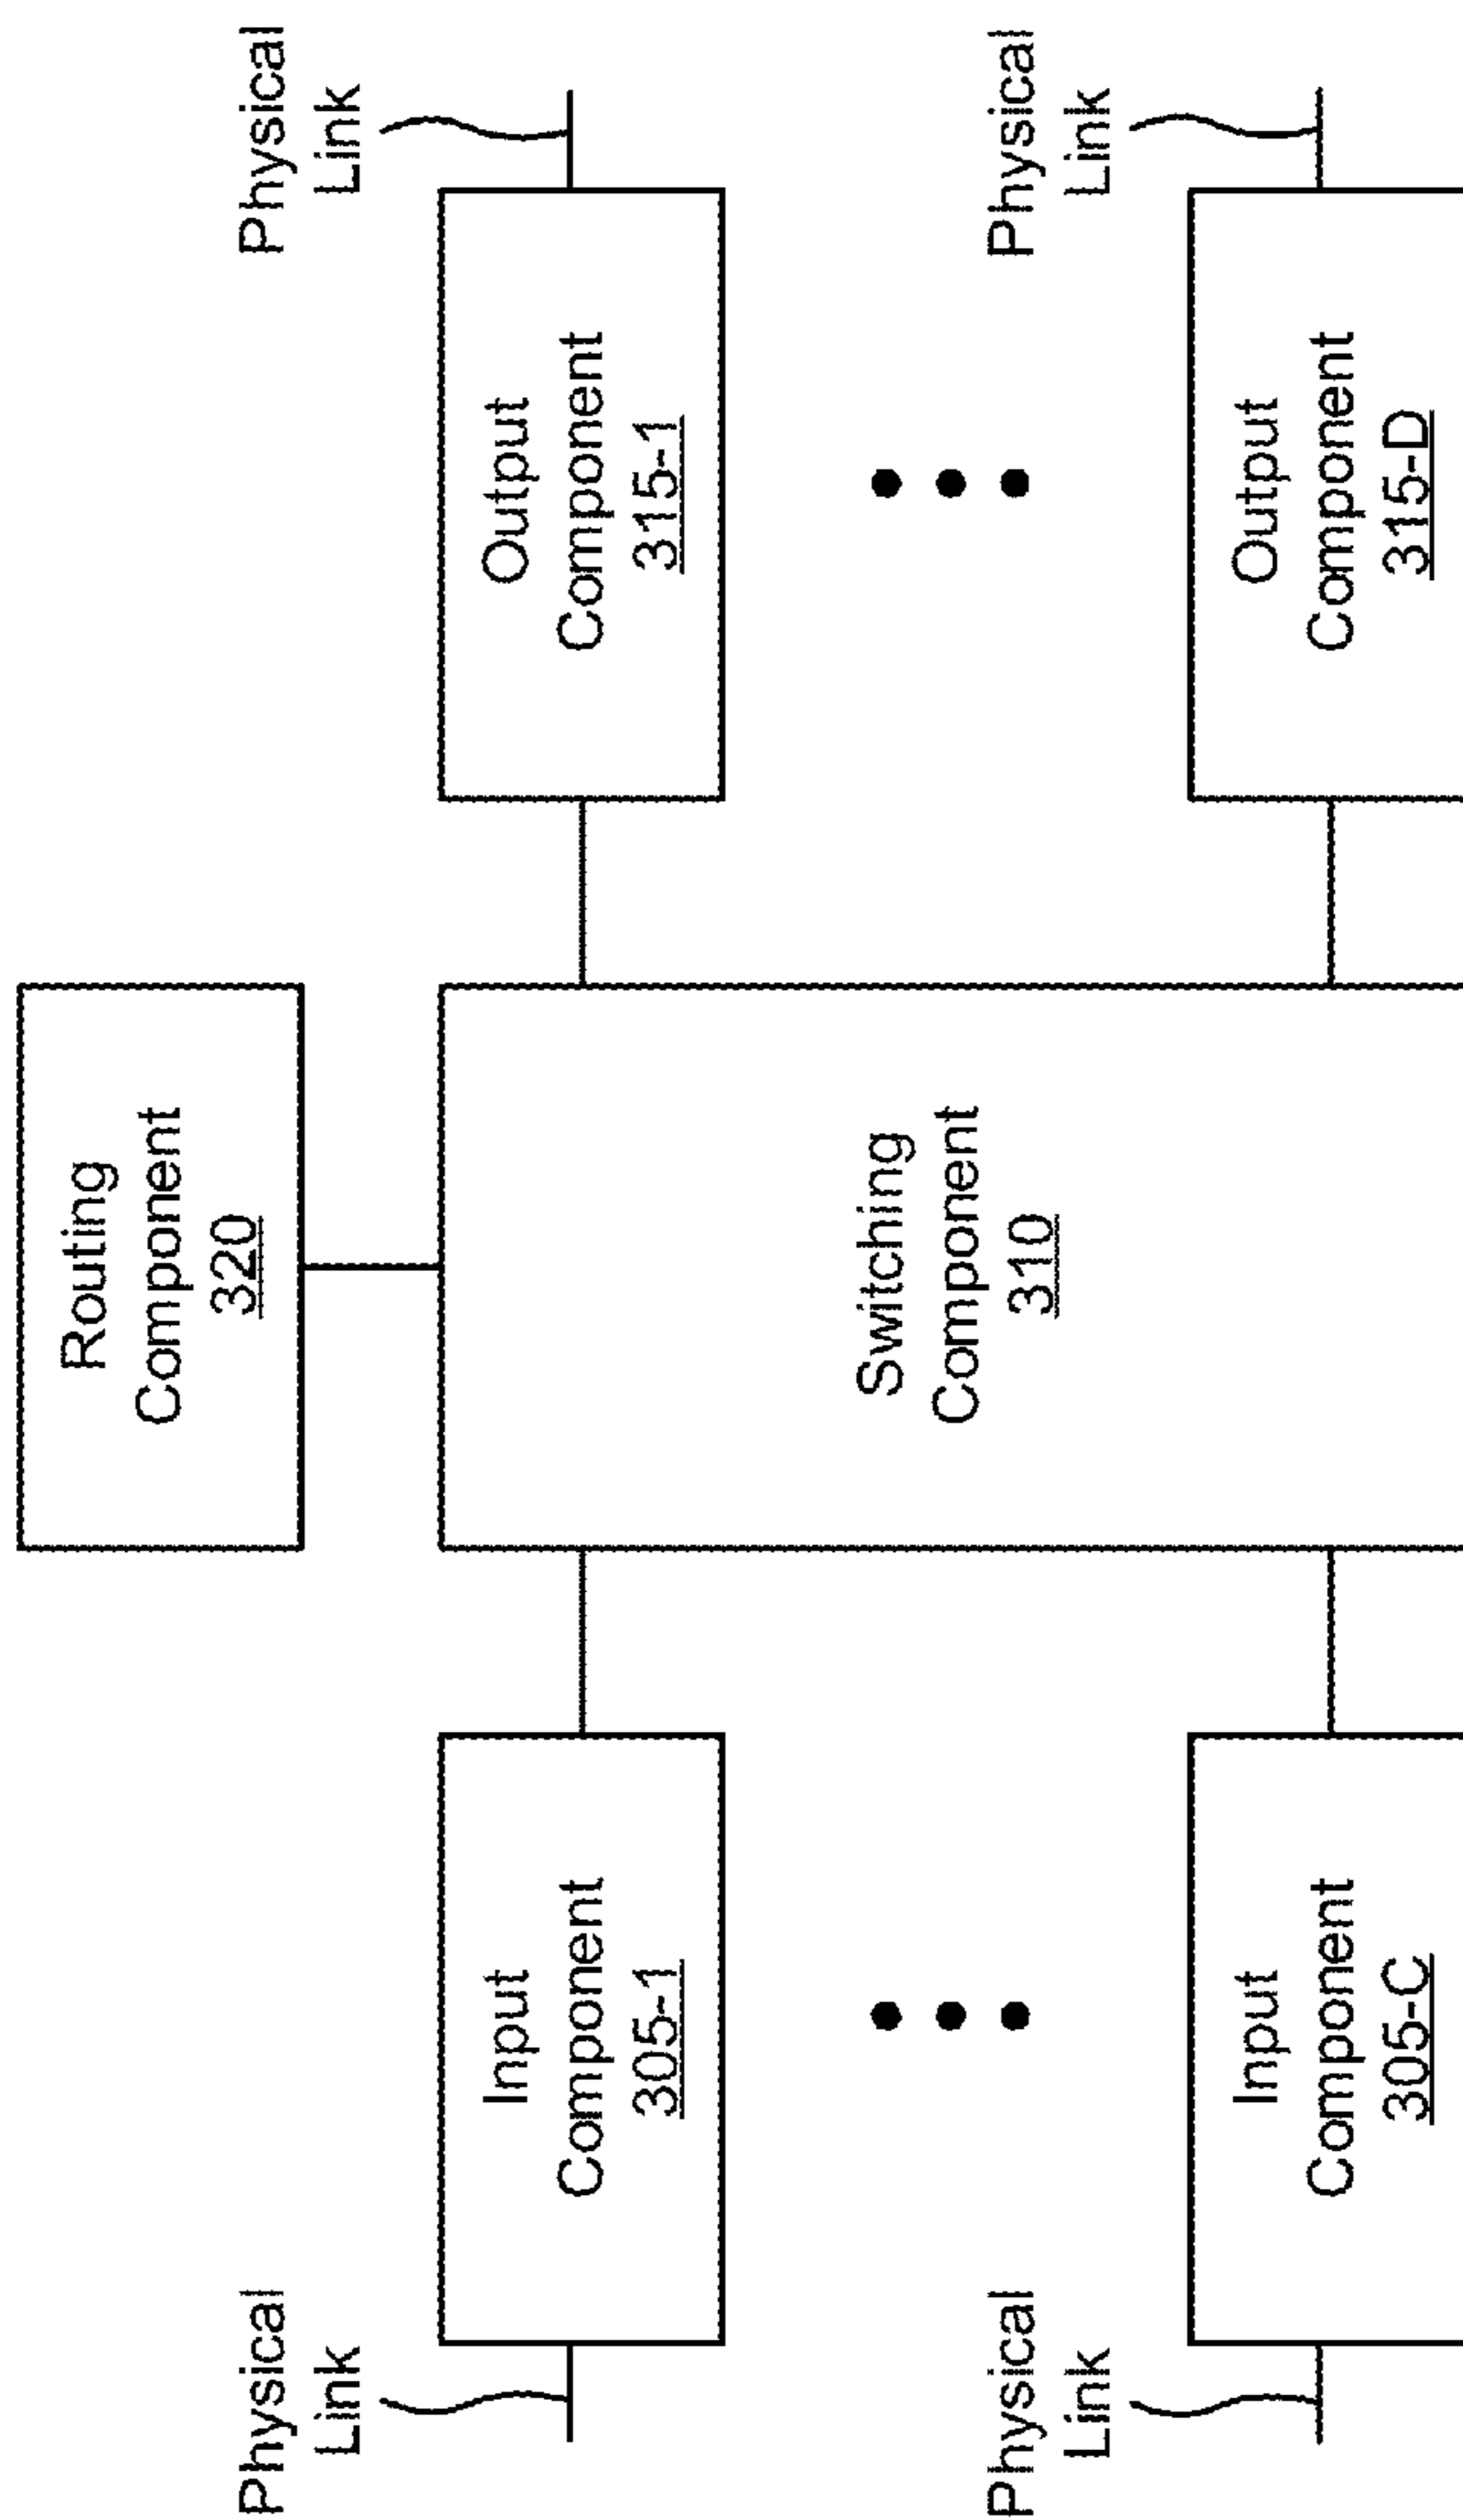 Routing
Component
320
Physical
Link
Physical
Link
Input
Component
305-1
Switching
Component
310
Output
Component
315-1
Physical
Link
Physical
Link
Input
Component
305-C
Output
Component
315-D